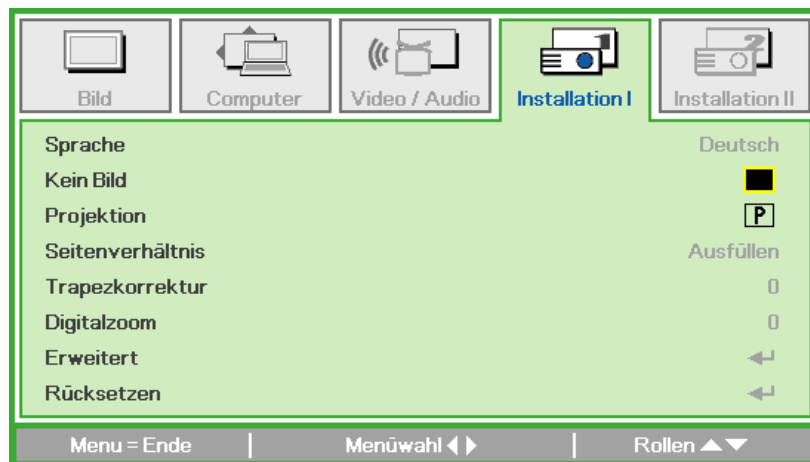 Bild
Computer
Video / Audio
Installation I
Installation II
Sprache Deutsch
Kein Bild
Projektion P
Seitenverhältnis Ausfüllen
Trapezkorrektur 0
Digitalzoom 0
Erweitert
Rücksetzen
Menu = Ende | Menüwahl | Rollen